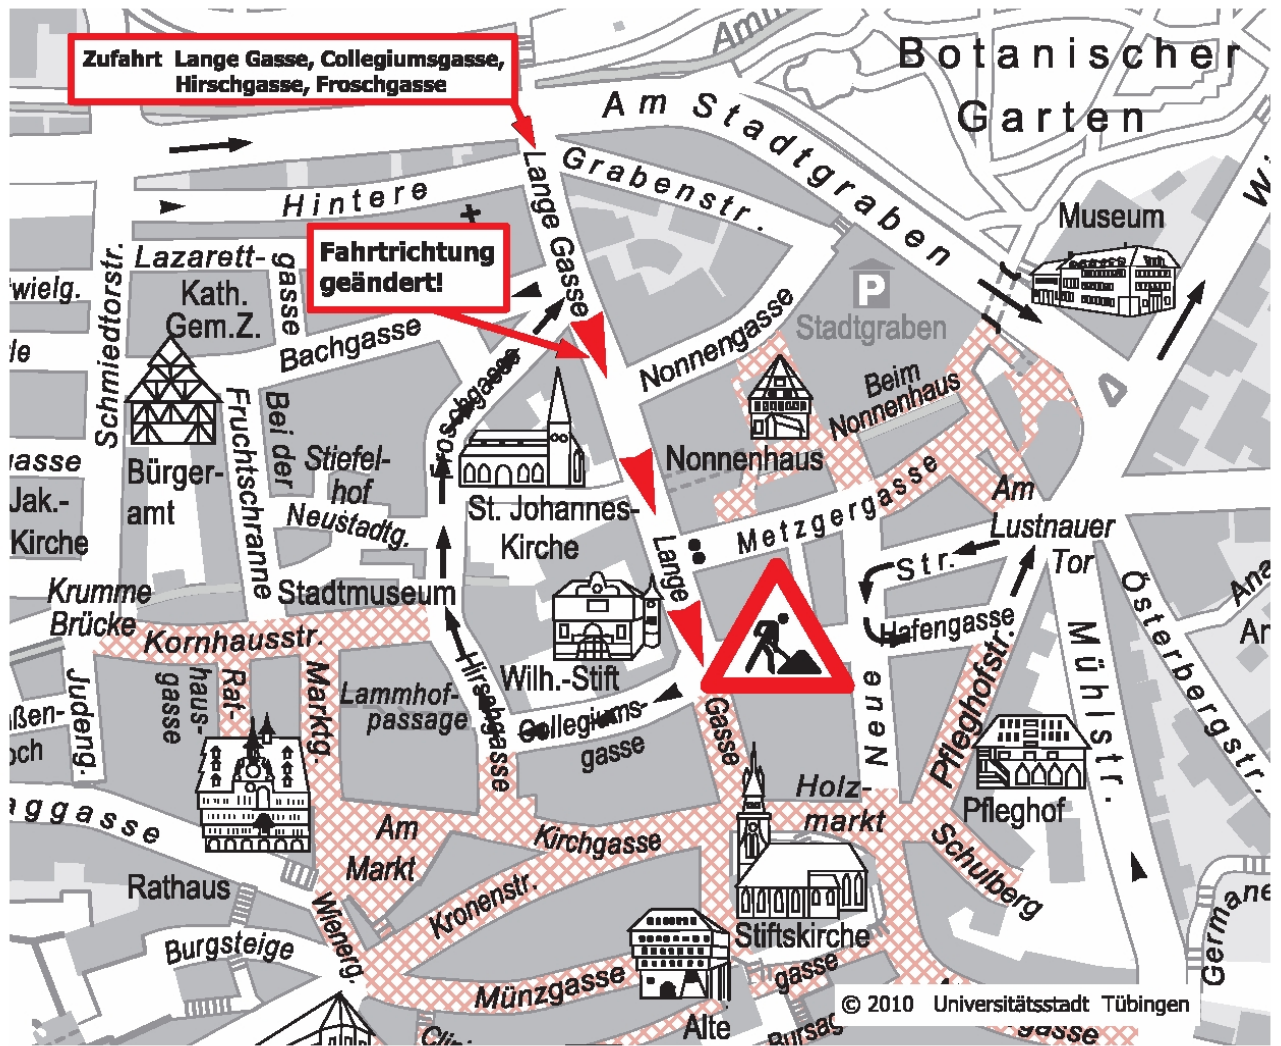 Zufahrt Lange Gasse, Collegiumsgasse,
Hirschgasse, Froschgasse
Botanischer
Garten
Am Stadtgraben
Grabenstr.
Lange Gasse
Hintere
Museum
Fahrtrichtung
geändert!
Lazarett-
gasse
Kath.
Gem.Z.
Schmiedtorstr.
wielg.
Bachgasse
P
Stadtgraben
Nonnengasse
Beim
Nonnenhaus
Froschgasse
Fruchtschranne
Bei der
Stiefel-
hof
Nonnenhaus
Bürger-
amt
gasse
Jak.-
Kirche
Neustadtg.
St. Johannes-
Kirche
Metzgergasse
Am
Lustnauer
Tor
Str.
Lange
Krumme
Brücke
Stadtmuseum
Kornhausstr.
Hafengasse
Österbergstr.
Mühlstr.
Wilh.-Stift
Hirschgasse
Judeng.
Rat-
haus-
gasse
Marktg.
Lammhof-
passage
Collegiums-
gasse
Gasse
Neue
Pfleghofstr.
Holz-
markt
Pfleghof
Am
Markt
Kirchgasse
Schulberg
Kronenstr.
Rathaus
Wienerg.
Burgsteige
Stiftskirche
Münzgasse
gasse
Alte
© 2010 Universitätsstadt Tübingen
gasse